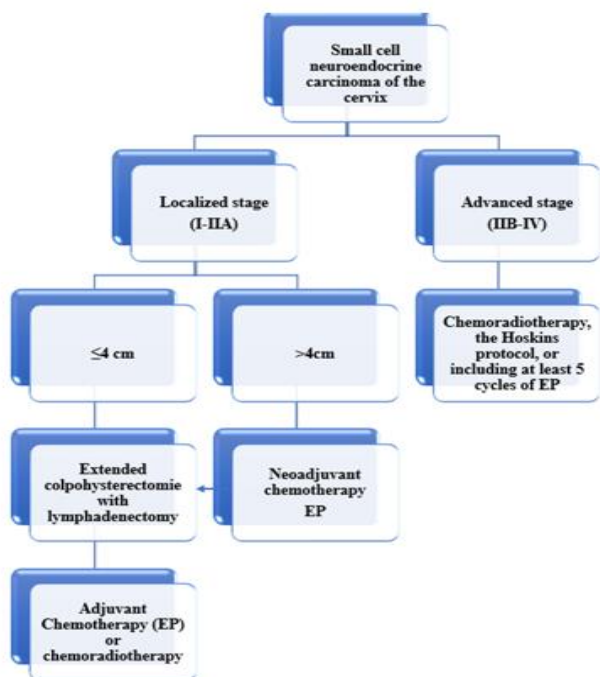 Small cell
neuroendocrine
carcinoma of the
cervix
Localized stage
(I-IIA)
Advanced stage
(IIB-IV)
≤4 cm
>4cm
Chemoradiotherapy,
the Hoskins
protocol, or
including at least 5
cycles of EP
Extended
colpohysterectomie
with
lymphadenectomy
Neoadjuvant
chemotherapy
EP
Adjuvant
Chemotherapy (EP)
or
chemoradiotherapy